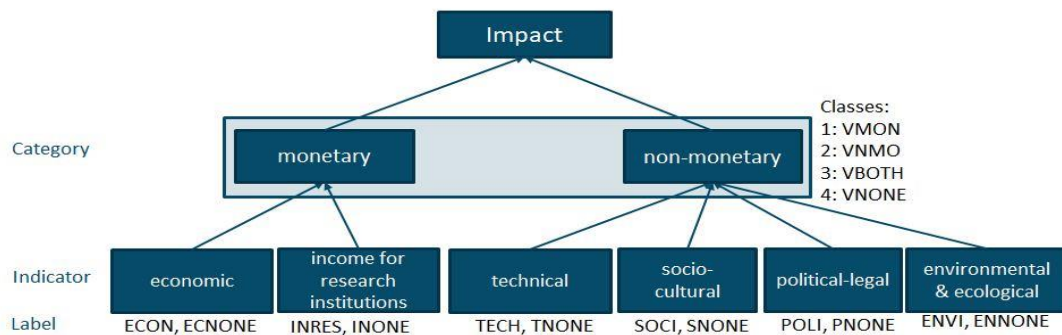 Impact
Classes:
1: VMON
2: VNMO
3: VBOTH
4: VNONE
Category
monetary
non-monetary
Indicator
economic
income for
research
institutions
technical
socio-
cultural
political-legal
environmental
& ecological
Label
ECON, ECNONE
INRES, INONE
TECH, TNONE
SOCI, SNONE
POLI, PNONE
ENVI, ENNONE